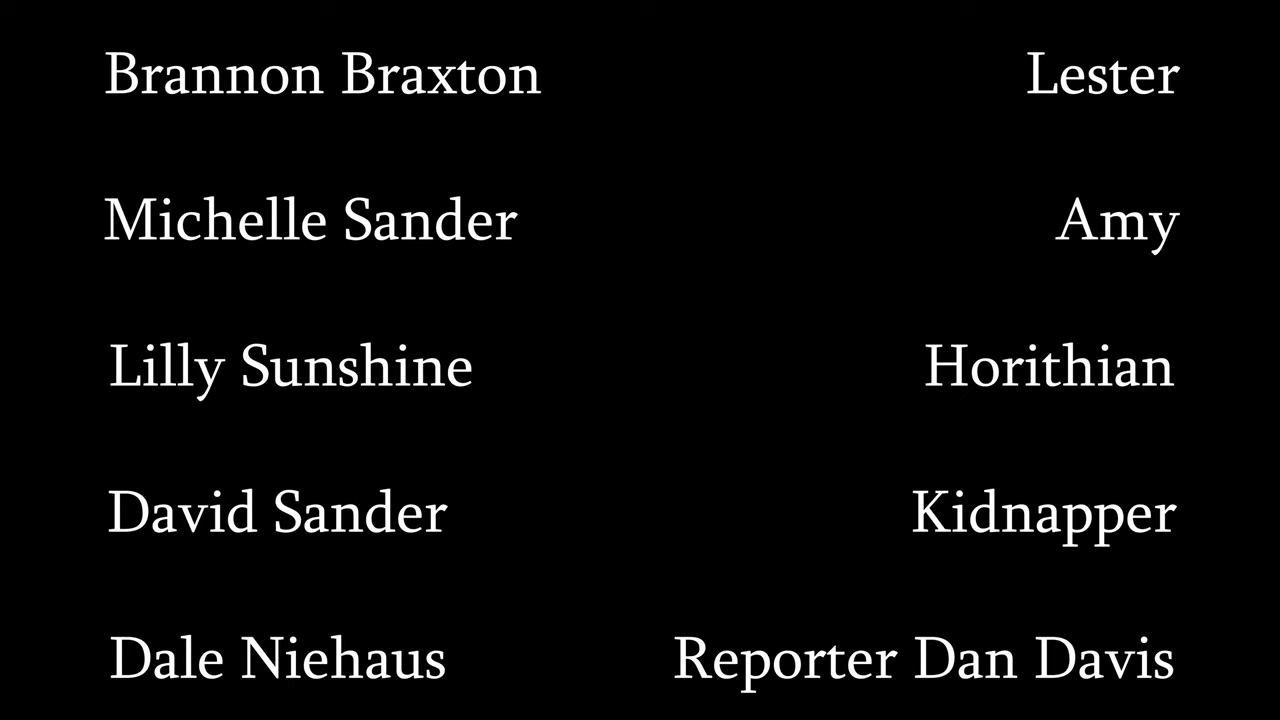 Brannon Braxton Lester
Michelle Sander Amy
Lilly Sunshine Horithian
David Sander Kidnapper
Dale Niehaus Reporter Dan Davis